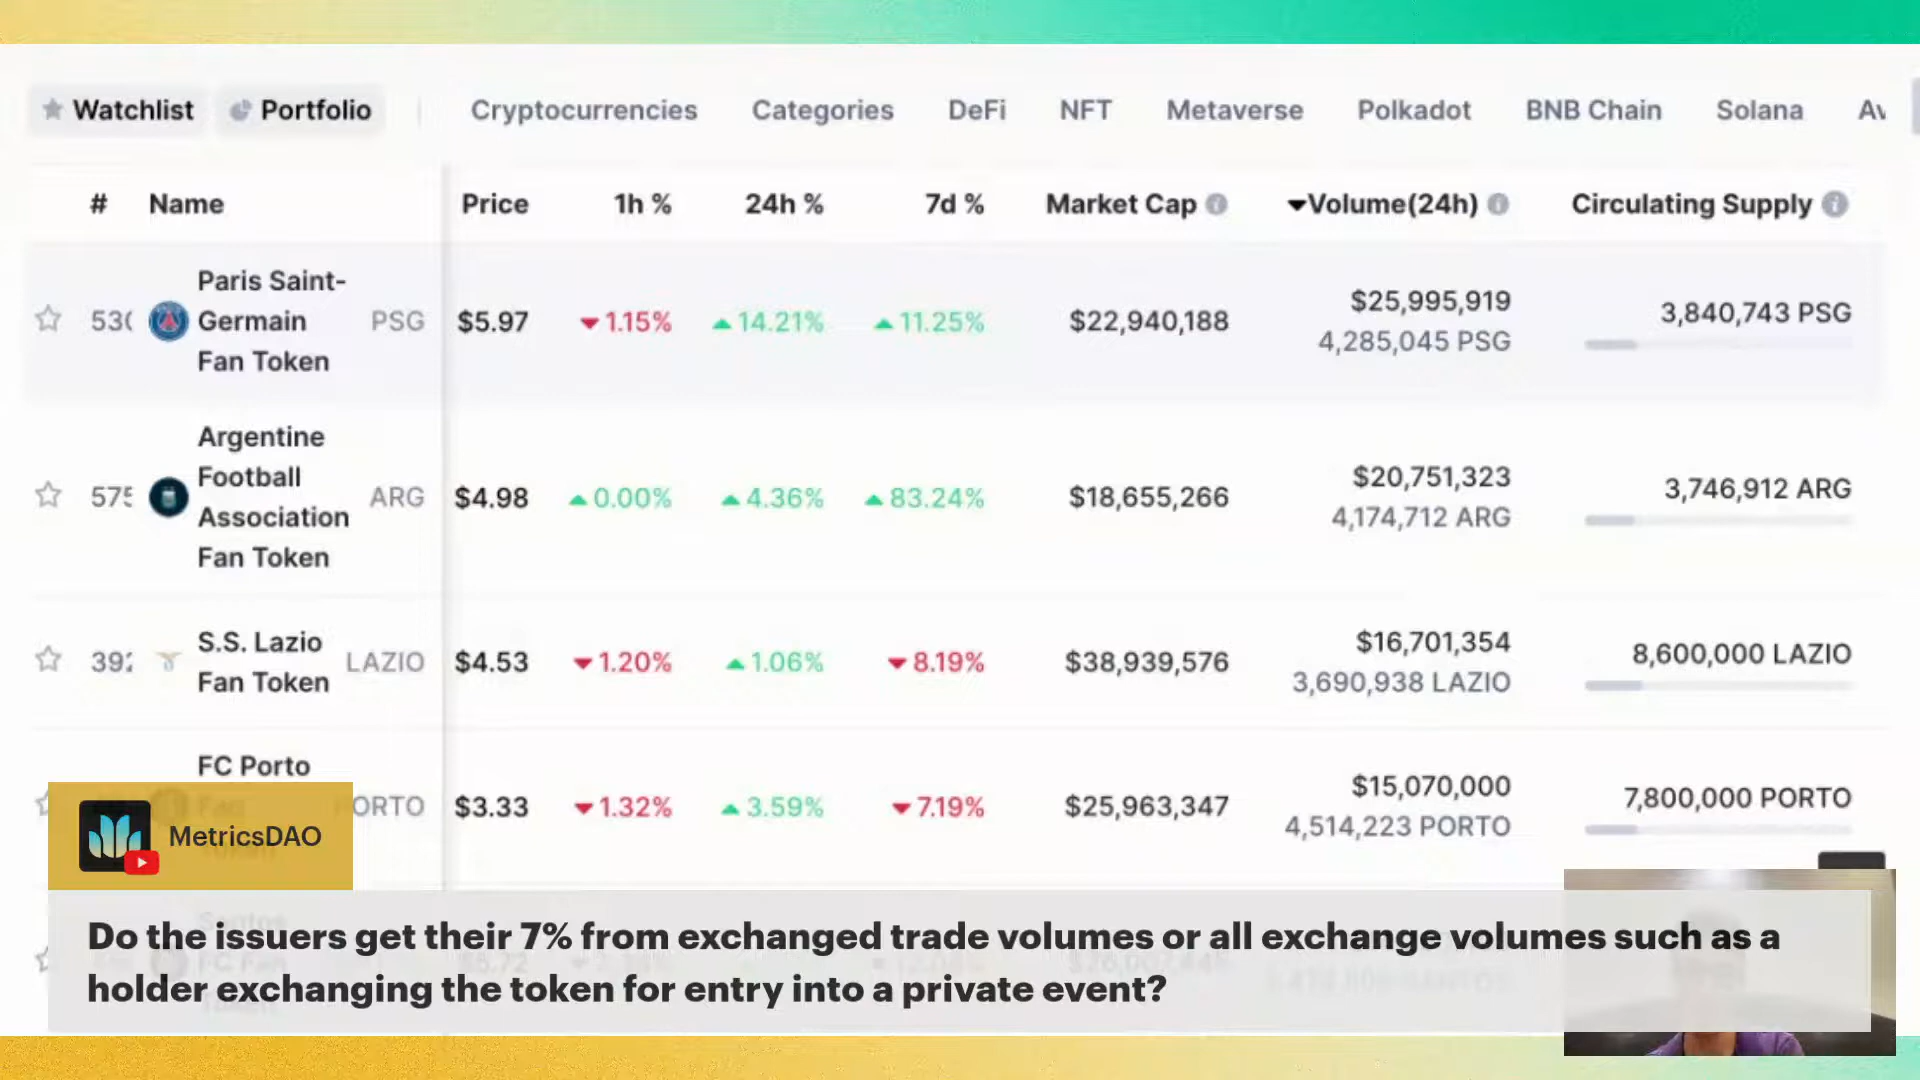 Watchlist Portfolio Cryptocurrencies Categories DeFi NFT Metaverse Polkadot BNB Chain Solana Av
# Name Price 1h % 24h % 7d % Market Cap Volume(24h) Circulating Supply
Paris Saint-
Germain
Fan Token
PSG $5.97 1.15% 14.21% 11.25% $22,940,188 $25,995,919 3,840,743 PSG
4,285,045 PSG
Argentine
Football
Association
Fan Token
ARG $4.98 0.00% 4.36% 83.24% $18,655,266 $20,751,323 3,746,912 ARG
4,174,712 ARG
S.S. Lazio
Fan Token
LAZIO $4.53 1.20% 1.06% 8.19% $38,939,576 $16,701,354 8,600,000 LAZIO
3,690,938 LAZIO
FC Porto
Fan
Token
ORTO $3.33 1.32% 3.59% 7.19% $25,963,347 $15,070,000 7,800,000 PORTO
4,514,223 PORTO
MetricsDAO
Santos
FC Fan
Token
Do the issuers get their 7% from exchanged trade volumes or all exchange volumes such as a
holder exchanging the token for entry into a private event?